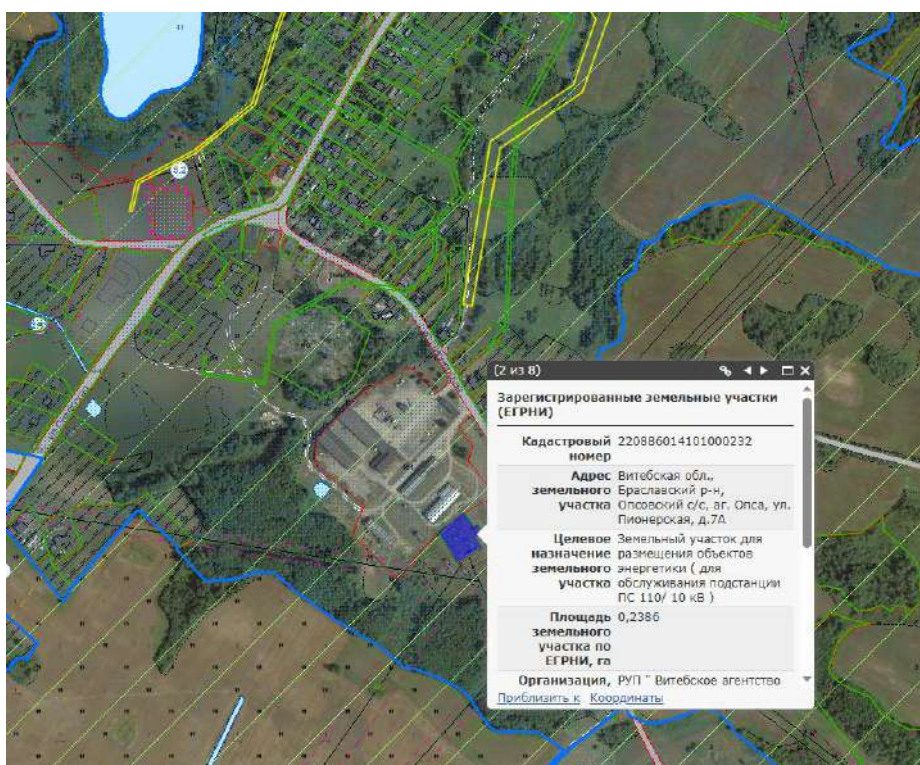 5.2
(2 из 8)
Зарегистрированные земельные участки
(ЕГРНИ)
Кадастровый номер 220886014101000232
Адрес земельного участка Витебская обл.,
Браславский р-н,
Опсовский с/с, аг. Опса, ул.
Пионерская, д.7А
Целевое назначение земельного участка Земельный участок для
размещения объектов
энергетики ( для
обслуживания подстанции
ПС 110/ 10 кВ )
Площадь земельного участка по ЕГРНИ, га 0,2386
Организация, РУП " Витебское агентство
Приблизить к Координаты